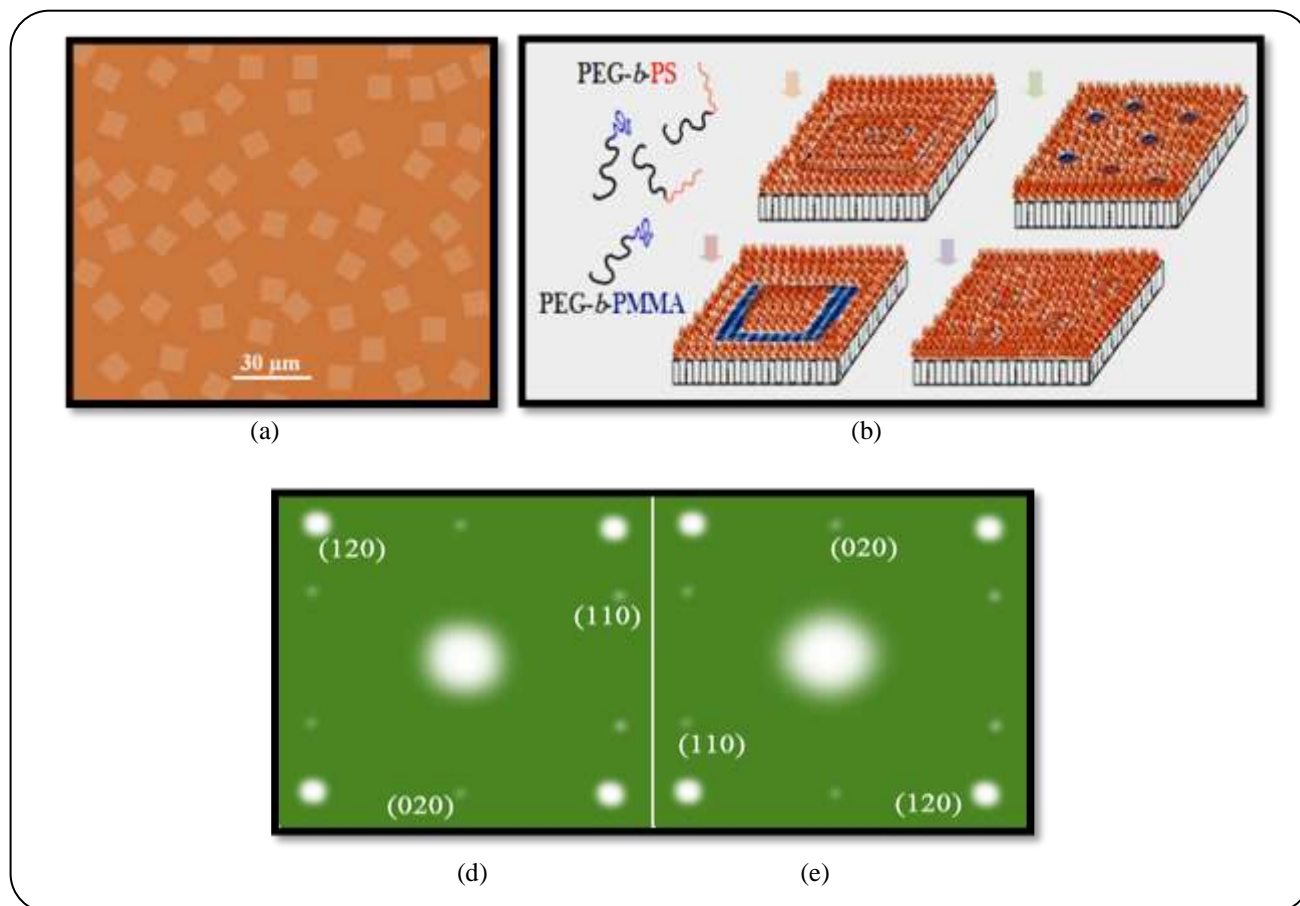 PEG-b-PS
PEG-b-PMMA
30 µm
(a)
(b)
(120)
(110)
(020)
(020)
(110)
(120)
(d)
(e)